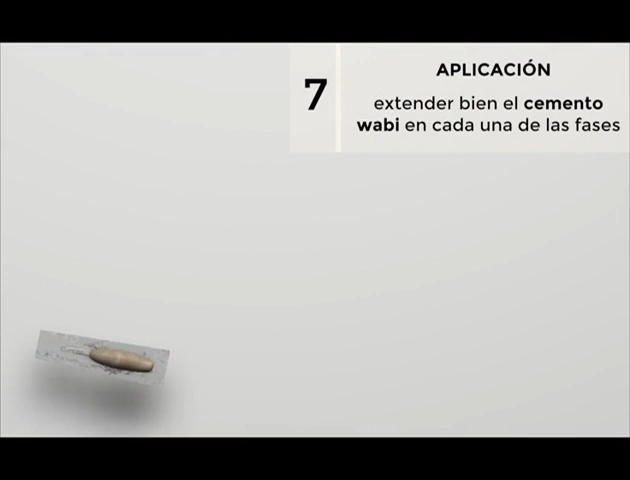 7
APLICACIÓN
extender bien el cemento
wabi en cada una de las fases